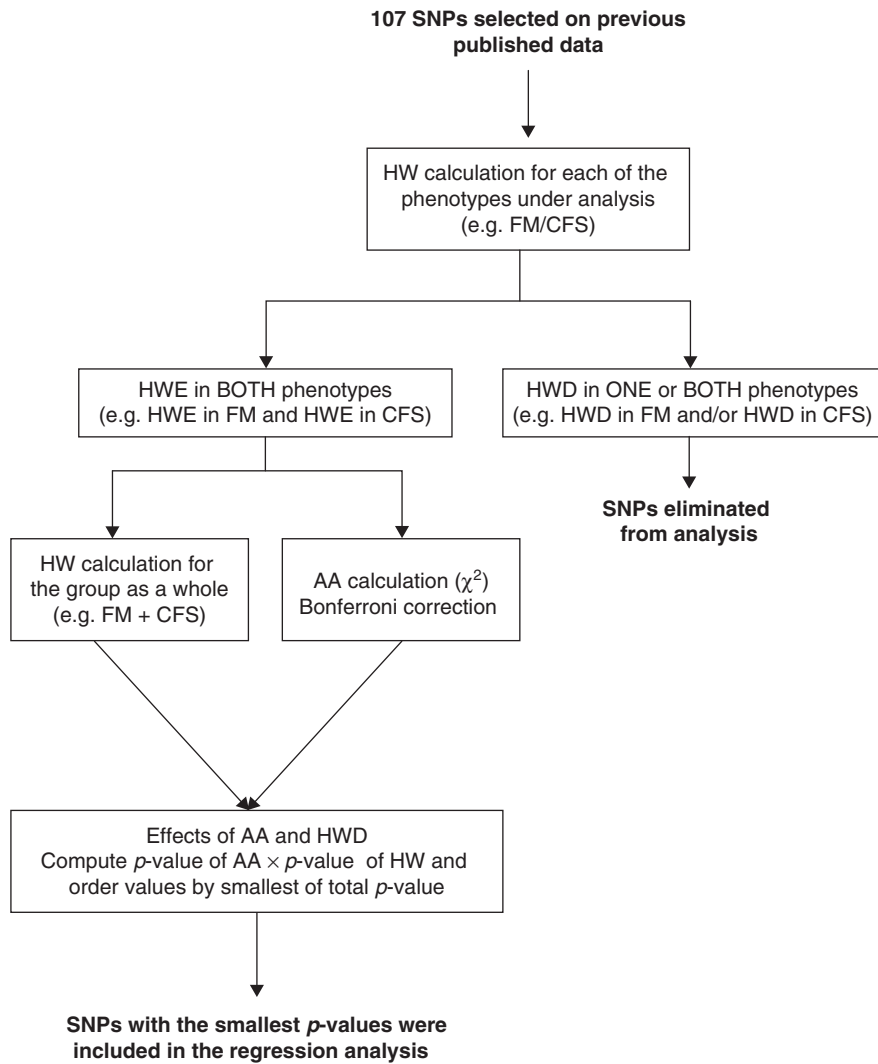 107 SNPs selected on previous
published data
HW calculation for each of the
phenotypes under analysis
(e.g. FM/CFS)
HWE in BOTH phenotypes
(e.g. HWE in FM and HWE in CFS)
HWD in ONE or BOTH phenotypes
(e.g. HWD in FM and/or HWD in CFS)
SNPs eliminated
from analysis
HW calculation for
the group as a whole
(e.g. FM + CFS)
AA calculation (χ²)
Bonferroni correction
Effects of AA and HWD
Compute p-value of AA × p-value of HW and
order values by smallest of total p-value
SNPs with the smallest p-values were
included in the regression analysis